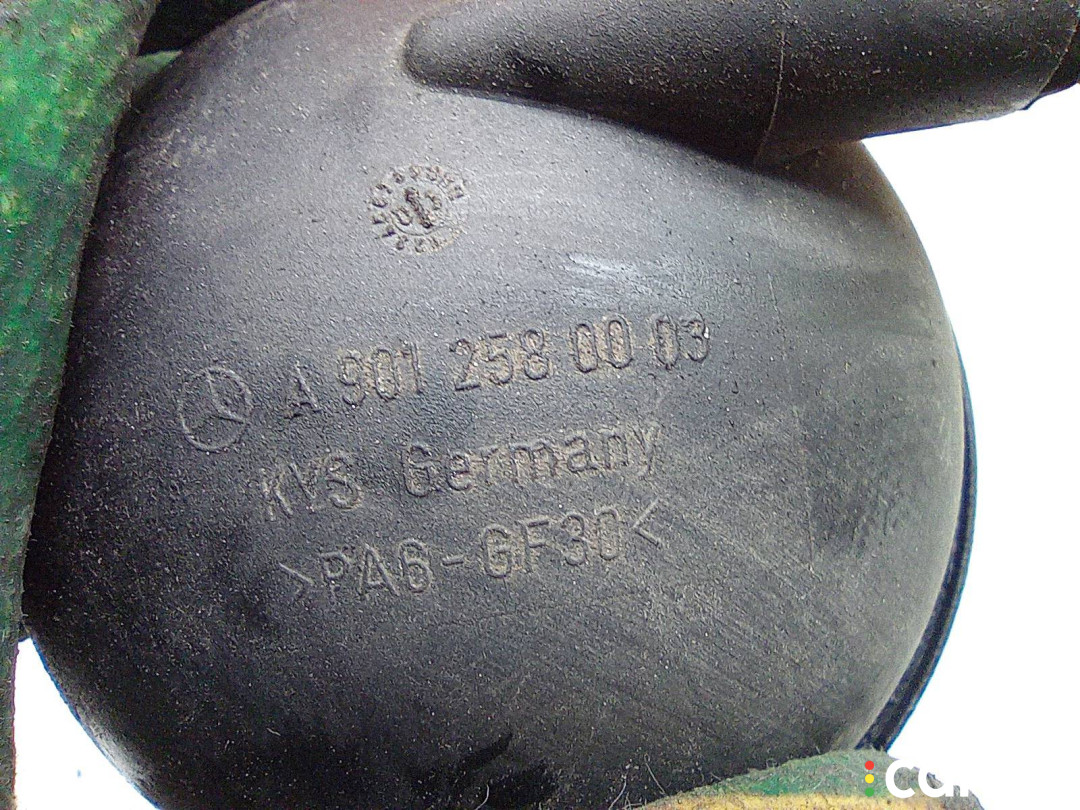 A 901 258 00 03
KVS Germany
>PA6-GF30<